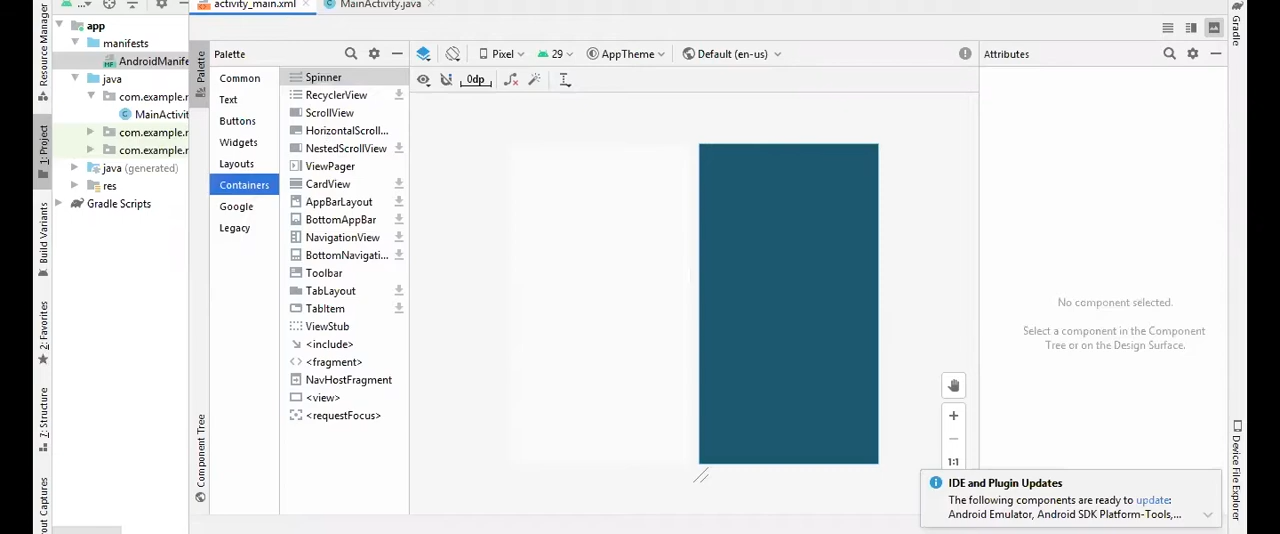 activity_main.xml
MainActivity.java
Resource Manager
1: Project
Build Variants
2: Favorites
7: Structure
app
manifests
AndroidManife
java
com.example.r
MainActivit
com.example.r
com.example.r
java (generated)
res
Gradle Scripts
Palette
Component Tree
Palette
Common
Text
Buttons
Widgets
Layouts
Containers
Google
Legacy
Spinner
RecyclerView
ScrollView
HorizontalScroll...
NestedScrollView
ViewPager
CardView
AppBarLayout
BottomAppBar
NavigationView
BottomNavigati...
Toolbar
TabLayout
TabItem
ViewStub
<include>
<fragment>
NavHostFragment
<view>
<requestFocus>
Pixel
29
AppTheme
Default (en-us)
0dp
1:1
Attributes
No component selected.
Select a component in the Component
Tree or on the Design Surface.
Gradle
Device File Explorer
IDE and Plugin Updates
The following components are ready to update:
Android Emulator, Android SDK Platform-Tools,...